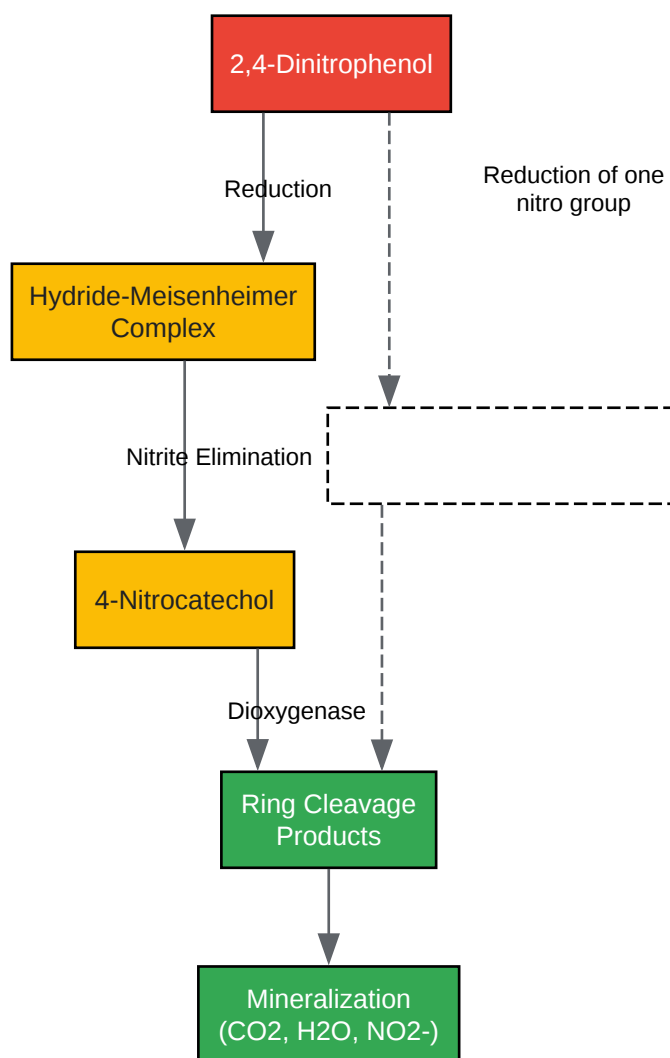 2,4-Dinitrophenol
Reduction
Reduction of one
nitro group
Hydride-Meisenheimer
Complex
Nitrite Elimination
4-Nitrocatechol
Dioxygenase
Ring Cleavage
Products
Mineralization
(CO2, H2O, NO2-)